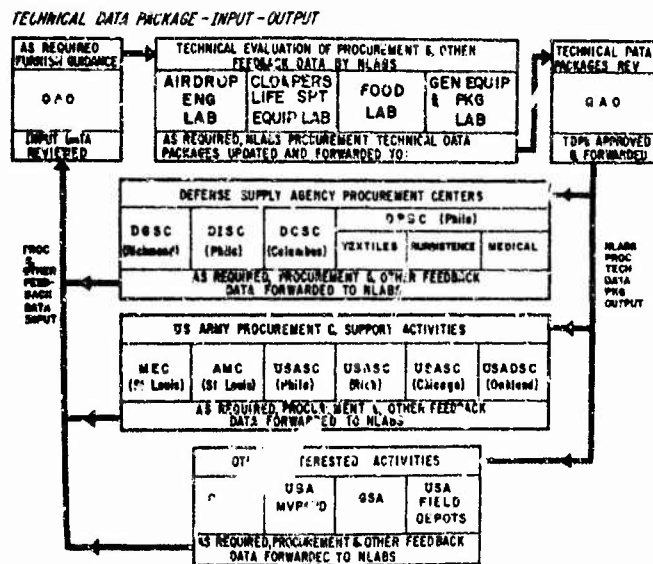 TECHNICAL DATA PACKAGE - INPUT - OUTPUT
AS REQUIRED
FURNISH GUIDANCE
QAO
INPUT DATA
REVIEWED
TECHNICAL EVALUATION OF PROCUREMENT & OTHER
FEEDBACK DATA BY NLABS
AIRDROP
ENG
LAB
CLO & PERS
LIFE SPT
EQUIP LAB
FOOD
LAB
GEN EQUIP
& PKG
LAB
AS REQUIRED, NLABS PROCUREMENT TECHNICAL DATA
PACKAGES UPDATED AND FORWARDED TO:
TECHNICAL DATA
PACKAGES REV
QAO
TDPS APPROVED
& FORWARDED
DEFENSE SUPPLY AGENCY PROCUREMENT CENTERS
DGSC
(Richmond)
DISC
(Phila)
DCSC
(Columbus)
DPSC (Phila)
TEXTILES
SUBSISTENCE
MEDICAL
AS REQUIRED, PROCUREMENT & OTHER FEEDBACK
DATA FORWARDED TO NLABS
PROC
&
OTHER
FEED-
BACK
DATA
INPUT
NLABS
PROC
TECH
DATA
PKG
OUTPUT
US ARMY PROCUREMENT & SUPPORT ACTIVITIES
MEC
(St Louis)
AMC
(St Louis)
USASC
(Phila)
USASC
(Rich)
USASC
(Chicago)
USADSC
(Oakland)
AS REQUIRED, PROCUREMENT & OTHER FEEDBACK
DATA FORWARDED TO NLABS
ACTIVITIES
USA
GSA
USA
FIELD
DEPOTS
AS REQUIRED, PROCUREMENT & OTHER FEEDBACK
DATA FORWARDED TO NLABS